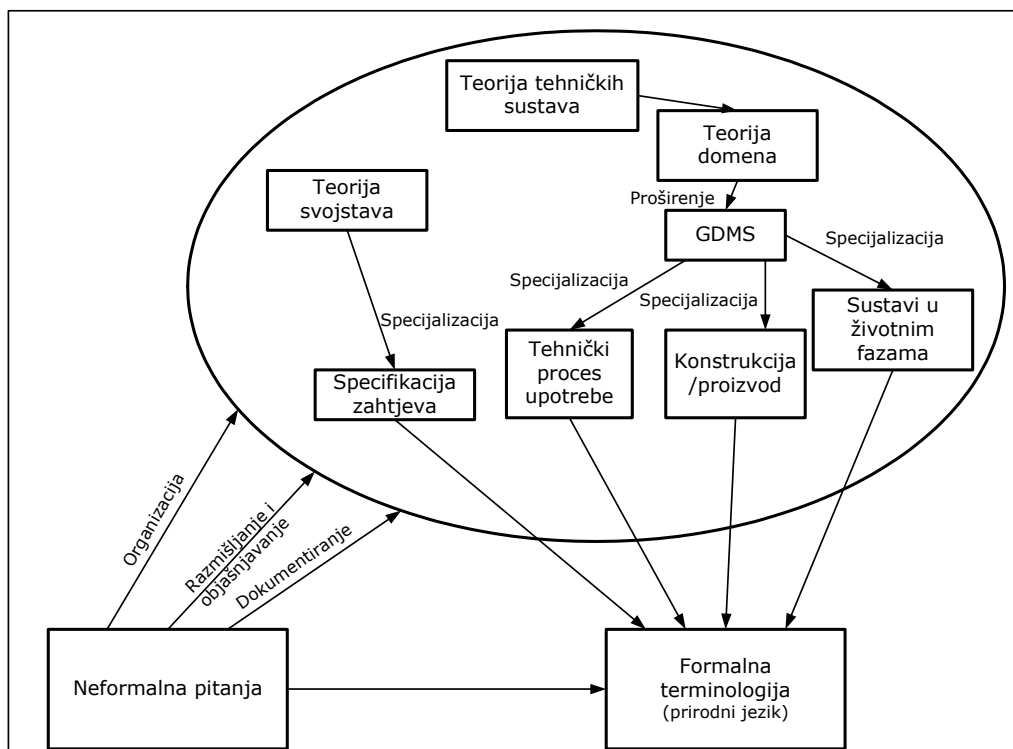 Teorija tehničkih
sustava
Teorija
domena
Teorija
svojstava
Proširenje
GDMS
Specijalizacija
Specijalizacija
Specijalizacija
Specijalizacija
Sustavi u
životnim
fazama
Tehnički
proces
upotrebe
Konstrukcija
/proizvod
Specifikacija
zahtjeva
Organizacija
Razmišljanje i
objašnjavanje
Dokumentiranje
Neformalna pitanja
Formalna
terminologija
(prirodni jezik)